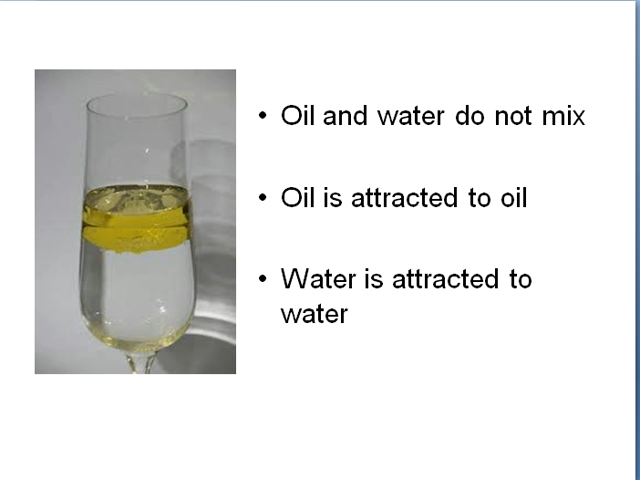 • Oil and water do not mix
• Oil is attracted to oil
• Water is attracted to
water